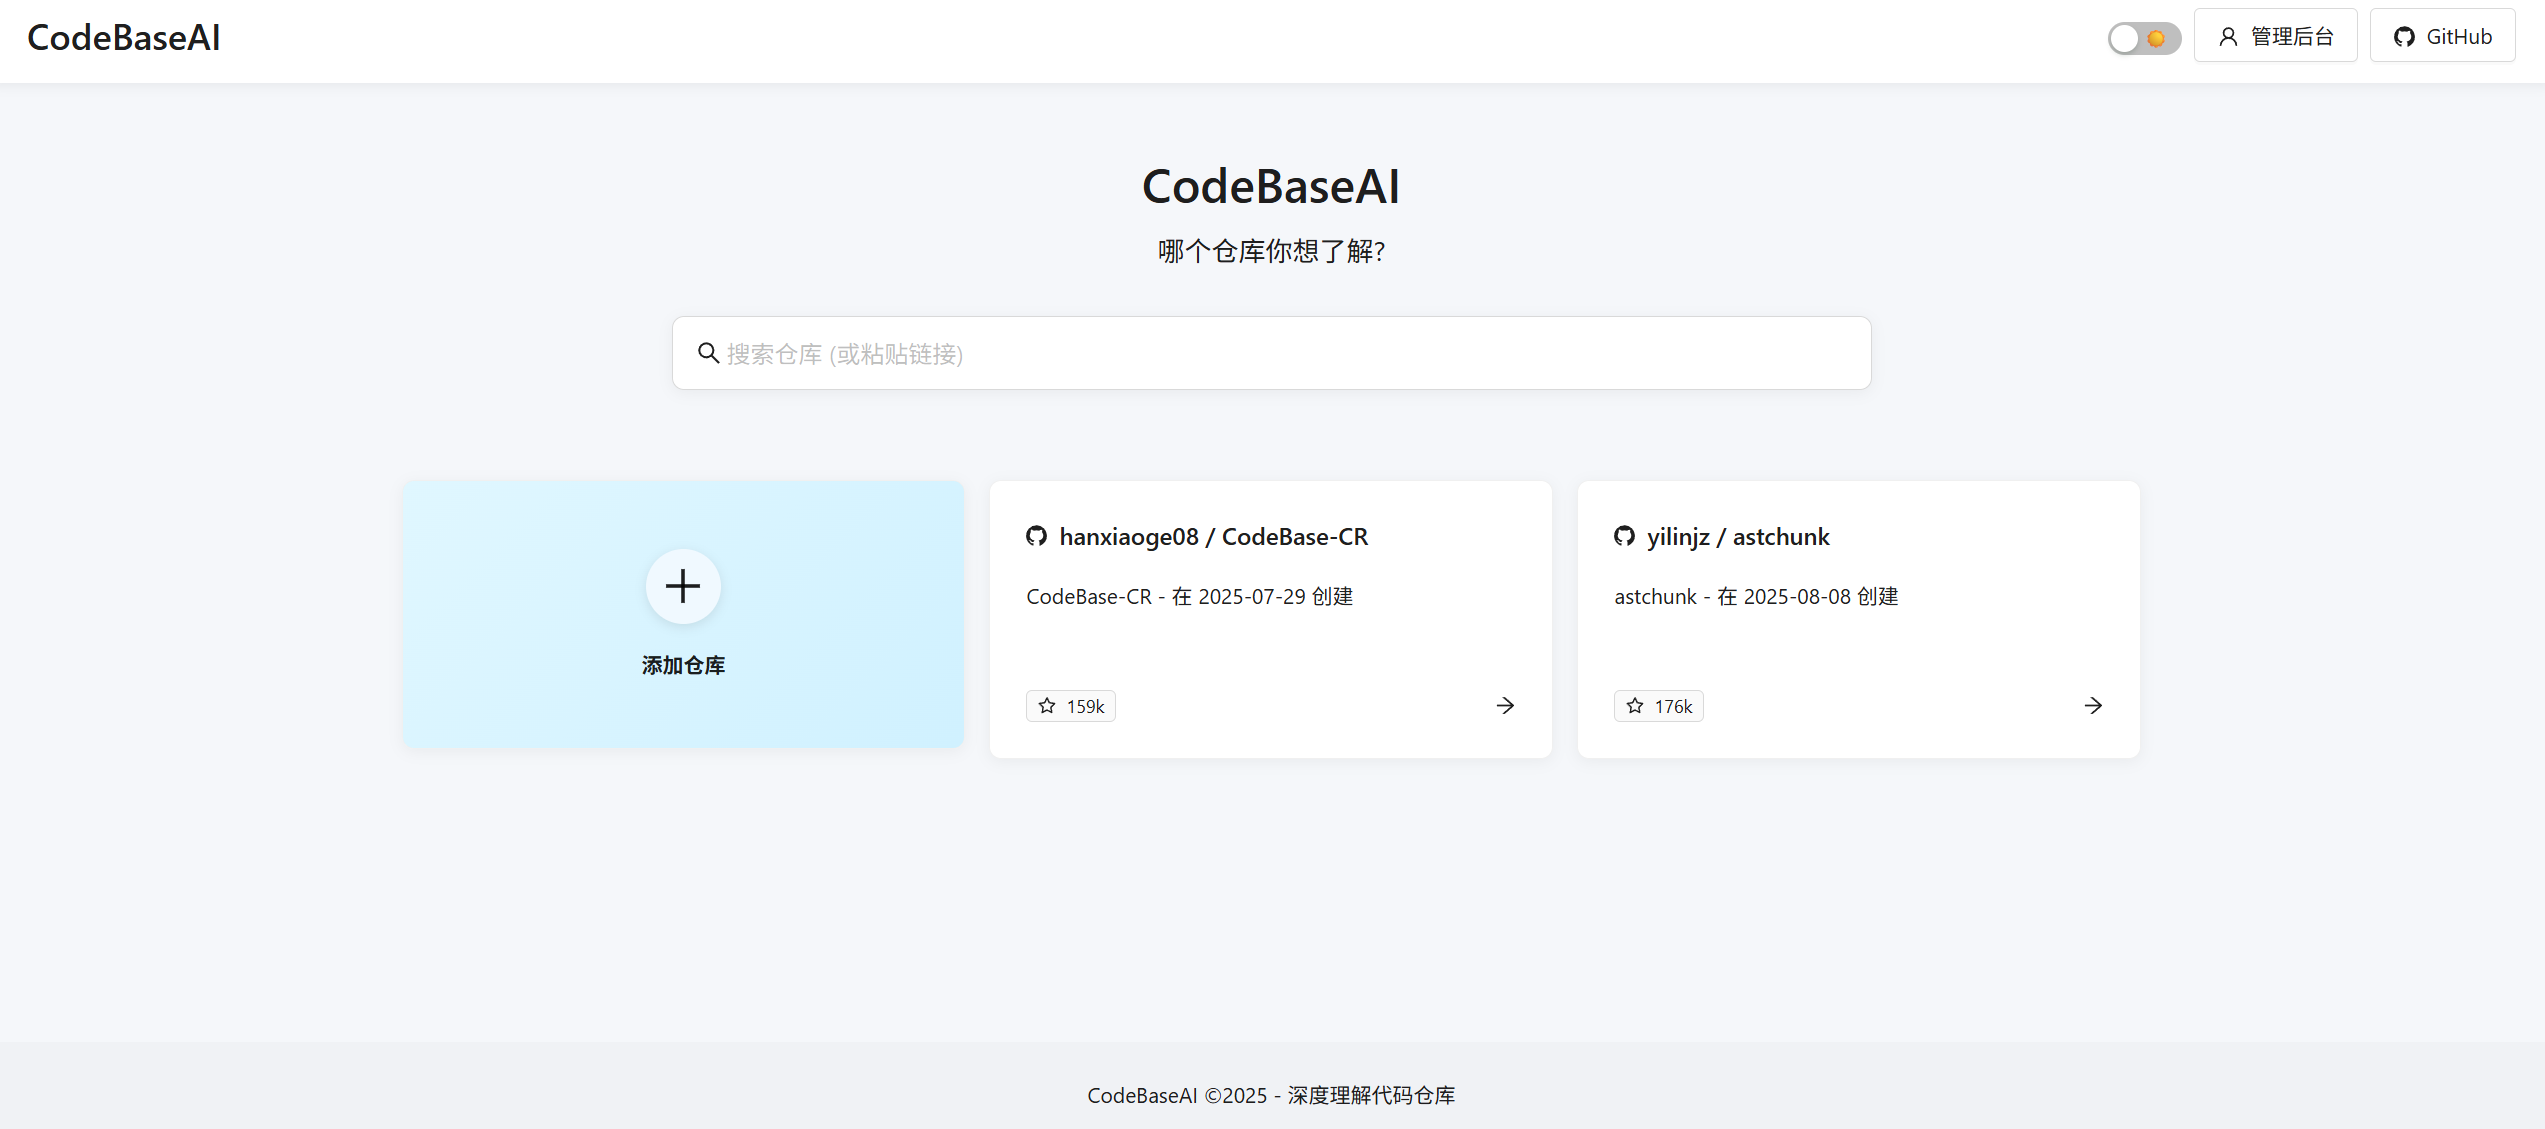 CodeBaseAI
管理后台
GitHub
CodeBaseAI
哪个仓库你想了解?
搜索仓库 (或粘贴链接)
添加仓库
hanxiaoge08 / CodeBase-CR
CodeBase-CR - 在 2025-07-29 创建
159k
yilinjz / astchunk
astchunk - 在 2025-08-08 创建
176k
CodeBaseAI ©2025 - 深度理解代码仓库